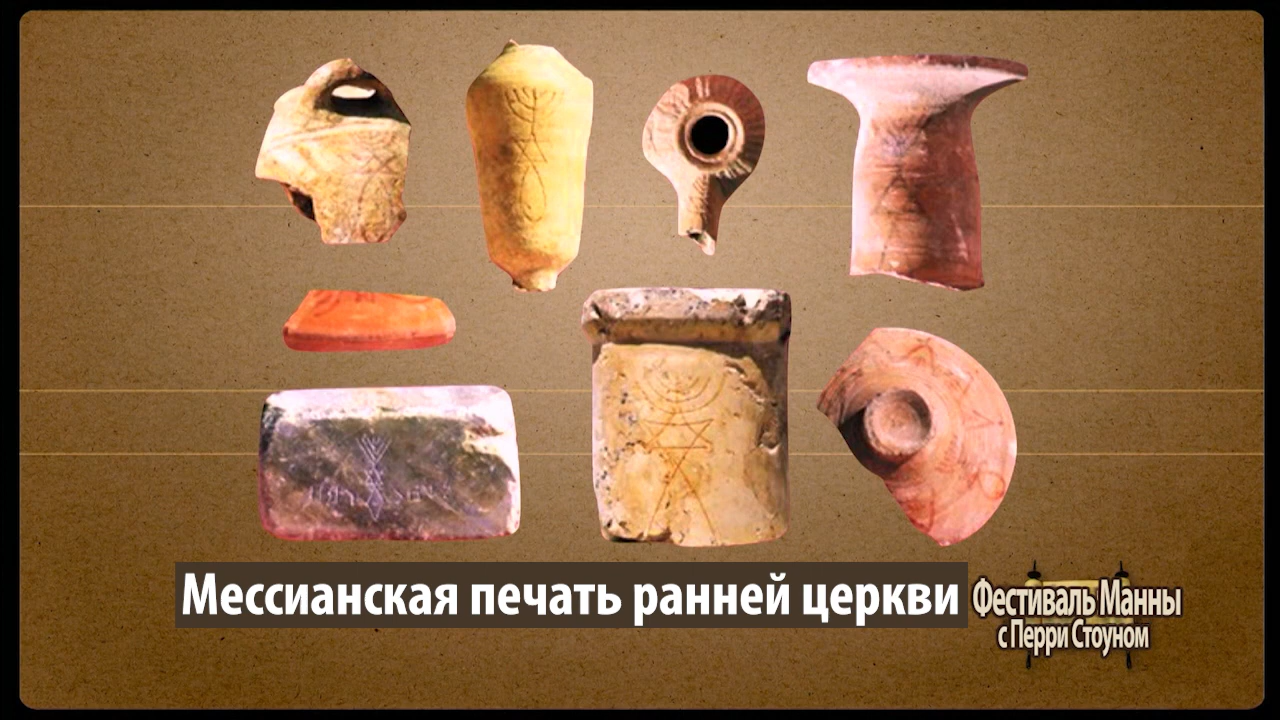 Мессианская печать ранней церкви
Фестиваль Манны
с Перри Стоуном